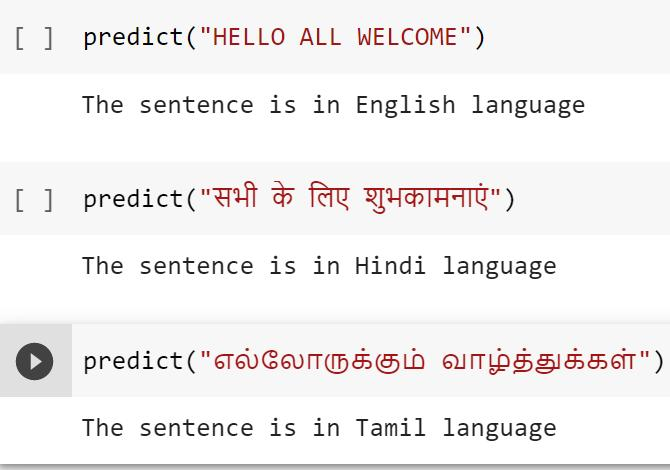 [ ] predict("HELLO ALL WELCOME")
The sentence is in English language
[ ] predict("सभी के लिए शुभकामनाएं")
The sentence is in Hindi language
predict("எல்லோருக்கும் வாழ்த்துக்கள்")
The sentence is in Tamil language